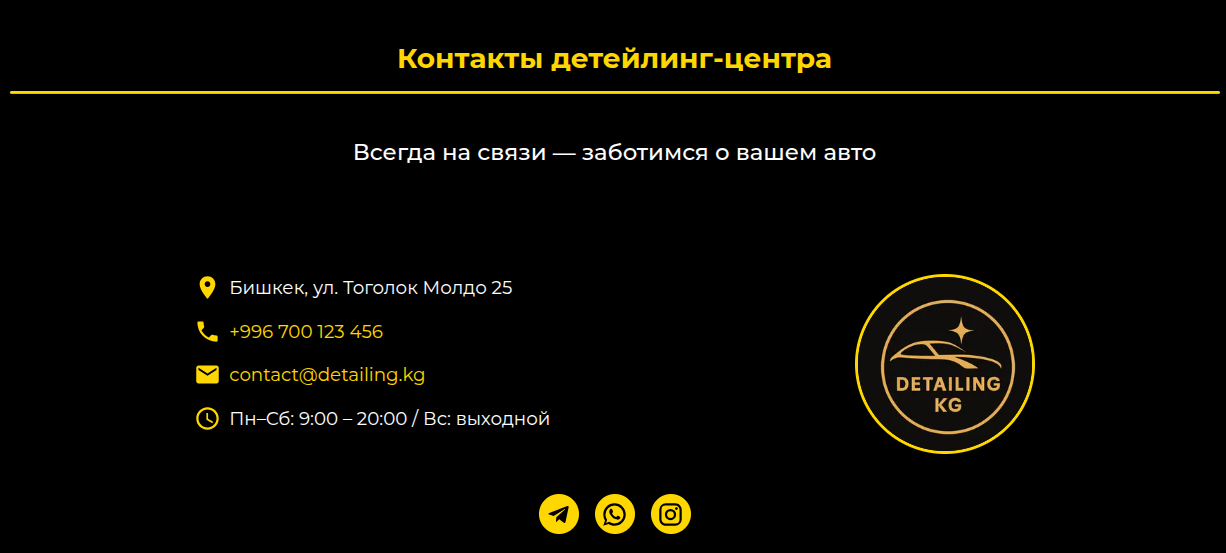 Контакты детейлинг-центра
Всегда на связи — заботимся о вашем авто
Бишкек, ул. Тоголок Молдо 25
+996 700 123 456
contact@detailing.kg
Пн–Сб: 9:00 – 20:00 / Вс: выходной
DETAILING
KG